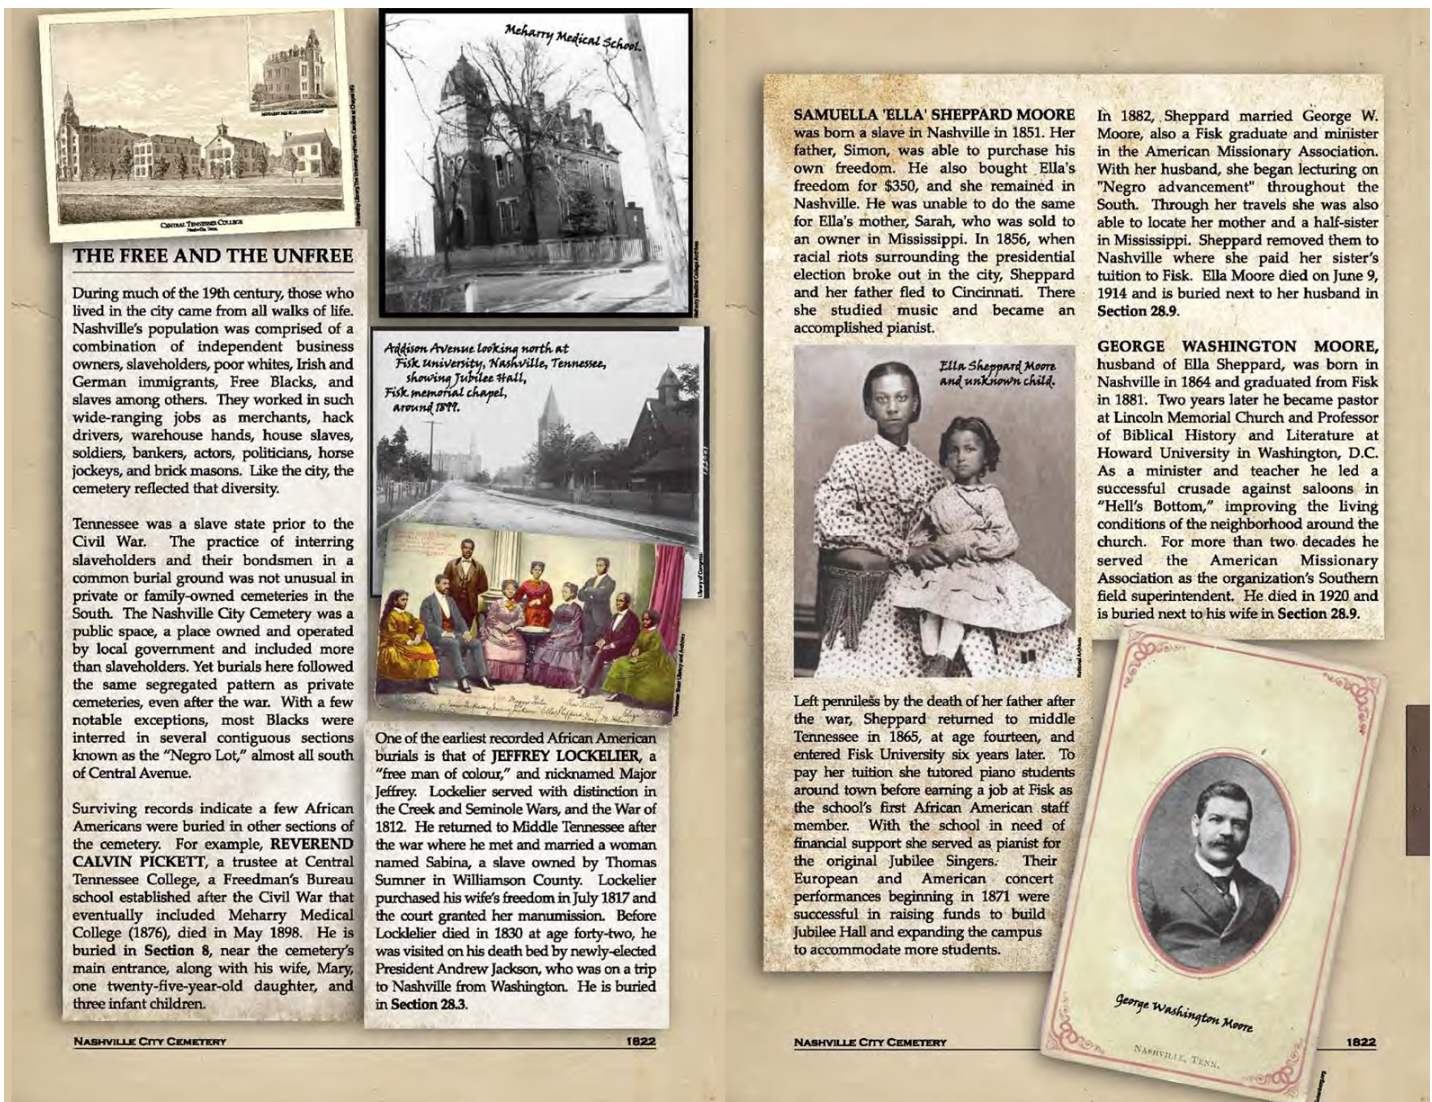 MEHARRY MEDICAL DEPARTMENT
CENTRAL TENNESSEE COLLEGE
Nashville, Tenn.
THE FREE AND THE UNFREE
During much of the 19th century, those who
lived in the city came from all walks of life.
Nashville's population was comprised of a
combination of independent business
owners, slaveholders, poor whites, Irish and
German immigrants, Free Blacks, and
slaves among others. They worked in such
wide-ranging jobs as merchants, hack
drivers, warehouse hands, house slaves,
soldiers, bankers, actors, politicians, horse
jockeys, and brick masons. Like the city, the
cemetery reflected that diversity.
Tennessee was a slave state prior to the
Civil War. The practice of interring
slaveholders and their bondsmen in a
common burial ground was not unusual in
private or family-owned cemeteries in the
South. The Nashville City Cemetery was a
public space, a place owned and operated
by local government and included more
than slaveholders. Yet burials here followed
the same segregated pattern as private
cemeteries, even after the war. With a few
notable exceptions, most Blacks were
interred in several contiguous sections
known as the "Negro Lot," almost all south
of Central Avenue.
Surviving records indicate a few African
Americans were buried in other sections of
the cemetery. For example, REVEREND
CALVIN PICKETT, a trustee at Central
Tennessee College, a Freedman's Bureau
school established after the Civil War that
eventually included Meharry Medical
College (1876), died in May 1898. He is
buried in Section 8, near the cemetery's
main entrance, along with his wife, Mary,
one twenty-five-year-old daughter, and
three infant children.
NASHVILLE CITY CEMETERY
Meharry Medical School.
Meharry Medical College Archives
Addison Avenue looking north at
Fisk University, Nashville, Tennessee,
showing Jubilee Hall,
Fisk memorial chapel,
around 1899.
Library of Congress
Tennessee State Library and Archives
One of the earliest recorded African American
burials is that of JEFFREY LOCKELIER, a
"free man of colour," and nicknamed Major
Jeffrey. Lockelier served with distinction in
the Creek and Seminole Wars, and the War of
1812. He returned to Middle Tennessee after
the war where he met and married a woman
named Sabina, a slave owned by Thomas
Sumner in Williamson County. Lockelier
purchased his wife's freedom in July 1817 and
the court granted her manumission. Before
Locklelier died in 1830 at age forty-two, he
was visited on his death bed by newly-elected
President Andrew Jackson, who was on a trip
to Nashville from Washington. He is buried
in Section 28.3.
1822
SAMUELLA 'ELLA' SHEPPARD MOORE
was born a slave in Nashville in 1851. Her
father, Simon, was able to purchase his
own freedom. He also bought Ella's
freedom for $350, and she remained in
Nashville. He was unable to do the same
for Ella's mother, Sarah, who was sold to
an owner in Mississippi. In 1856, when
racial riots surrounding the presidential
election broke out in the city, Sheppard
and her father fled to Cincinnati. There
she studied music and became an
accomplished pianist.
Ella Sheppard Moore
and unknown child.
National Archives
Left penniless by the death of her father after
the war, Sheppard returned to middle
Tennessee in 1865, at age fourteen, and
entered Fisk University six years later. To
pay her tuition she tutored piano students
around town before earning a job at Fisk as
the school's first African American staff
member. With the school in need of
financial support she served as pianist for
the original Jubilee Singers. Their
European and American concert
performances beginning in 1871 were
successful in raising funds to build
Jubilee Hall and expanding the campus
to accommodate more students.
NASHVILLE CITY CEMETERY
In 1882, Sheppard married George W.
Moore, also a Fisk graduate and minister
in the American Missionary Association.
With her husband, she began lecturing on
"Negro advancement" throughout the
South. Through her travels she was also
able to locate her mother and a half-sister
in Mississippi. Sheppard removed them to
Nashville where she paid her sister's
tuition to Fisk. Ella Moore died on June 9,
1914 and is buried next to her husband in
Section 28.9.
GEORGE WASHINGTON MOORE,
husband of Ella Sheppard, was born in
Nashville in 1864 and graduated from Fisk
in 1881. Two years later he became pastor
at Lincoln Memorial Church and Professor
of Biblical History and Literature at
Howard University in Washington, D.C.
As a minister and teacher he led a
successful crusade against saloons in
"Hell's Bottom," improving the living
conditions of the neighborhood around the
church. For more than two decades he
served the American Missionary
Association as the organization's Southern
field superintendent. He died in 1920 and
is buried next to his wife in Section 28.9.
George Washington Moore
NASHVILLE, TENN.
1822